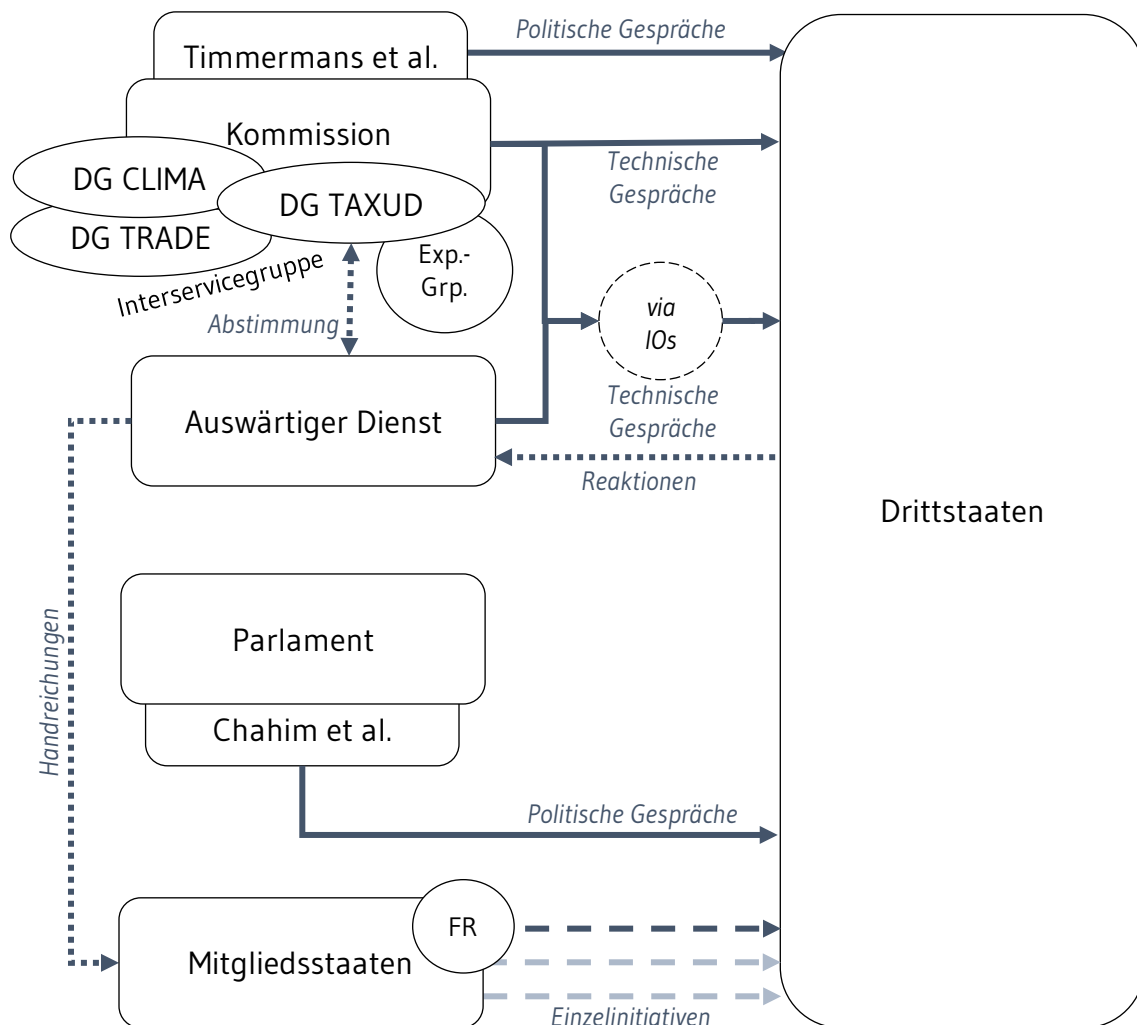 Timmermans et al.
Politische Gespräche
Kommission
Technische
Gespräche
DG CLIMA
DG TAXUD
DG TRADE
Interservicegruppe
Exp.-
Grp.
Abstimmung
via
IOs
Auswärtiger Dienst
Technische
Gespräche
Reaktionen
Drittstaaten
Handreichungen
Parlament
Chahim et al.
Politische Gespräche
FR
Mitgliedsstaaten
Einzelinitiativen